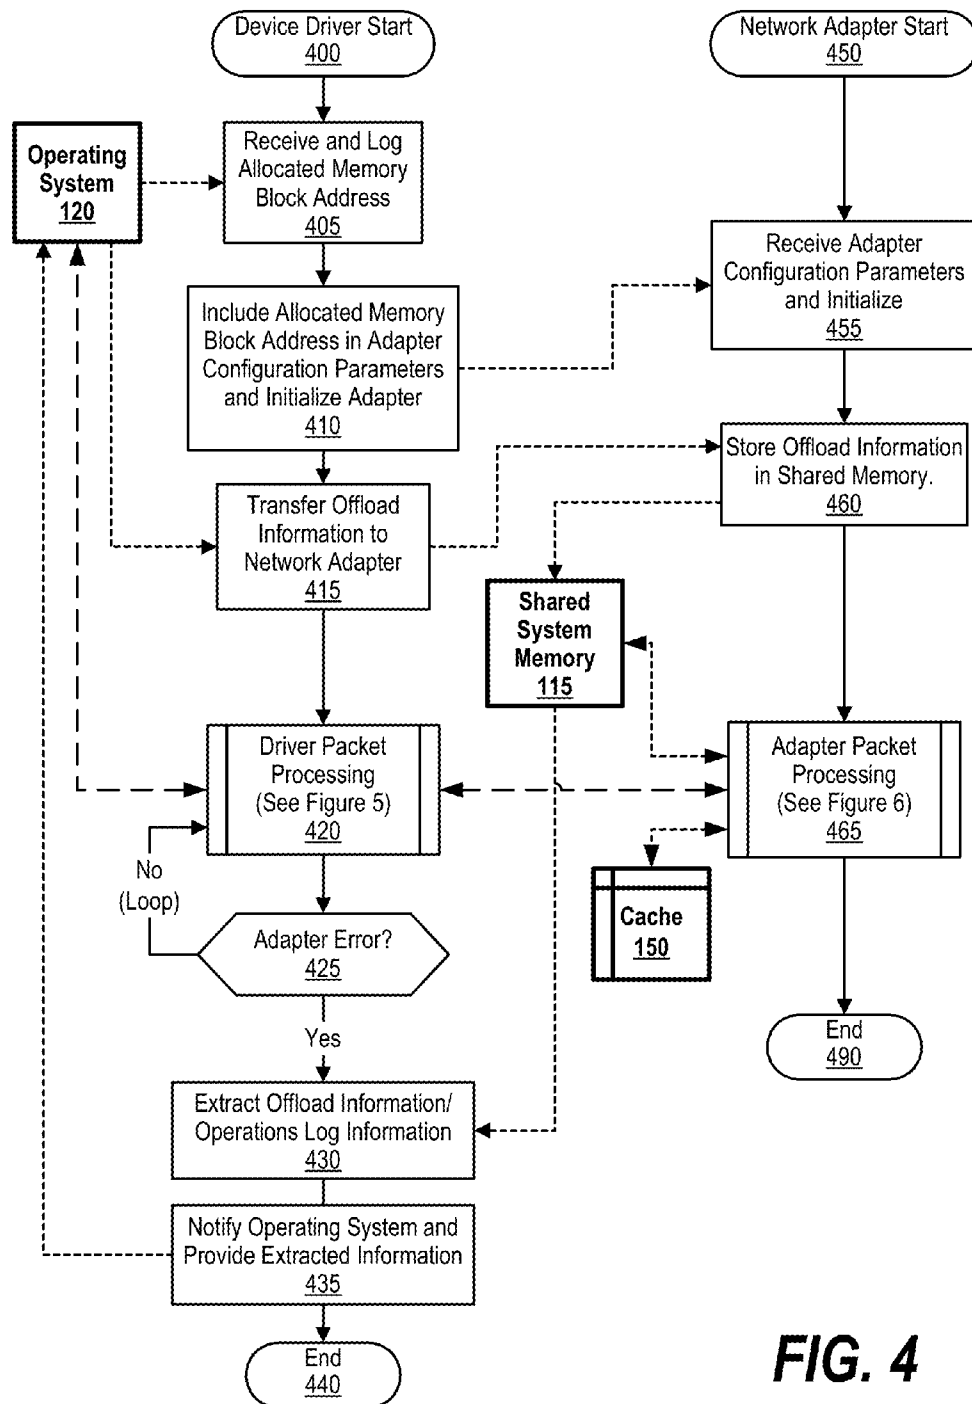 Device Driver Start
400
Network Adapter Start
450
Operating
System
120
Receive and Log
Allocated Memory
Block Address
405
Receive Adapter
Configuration Parameters
and Initialize
455
Include Allocated Memory
Block Address in Adapter
Configuration Parameters
and Initialize Adapter
410
Store Offload Information
in Shared Memory.
460
Transfer Offload
Information to
Network Adapter
415
Shared
System
Memory
115
Driver Packet
Processing
(See Figure 5)
420
Adapter Packet
Processing
(See Figure 6)
465
No
(Loop)
Cache
150
Adapter Error?
425
Yes
End
490
Extract Offload Information/
Operations Log Information
430
Notify Operating System and
Provide Extracted Information
435
End
440
FIG. 4